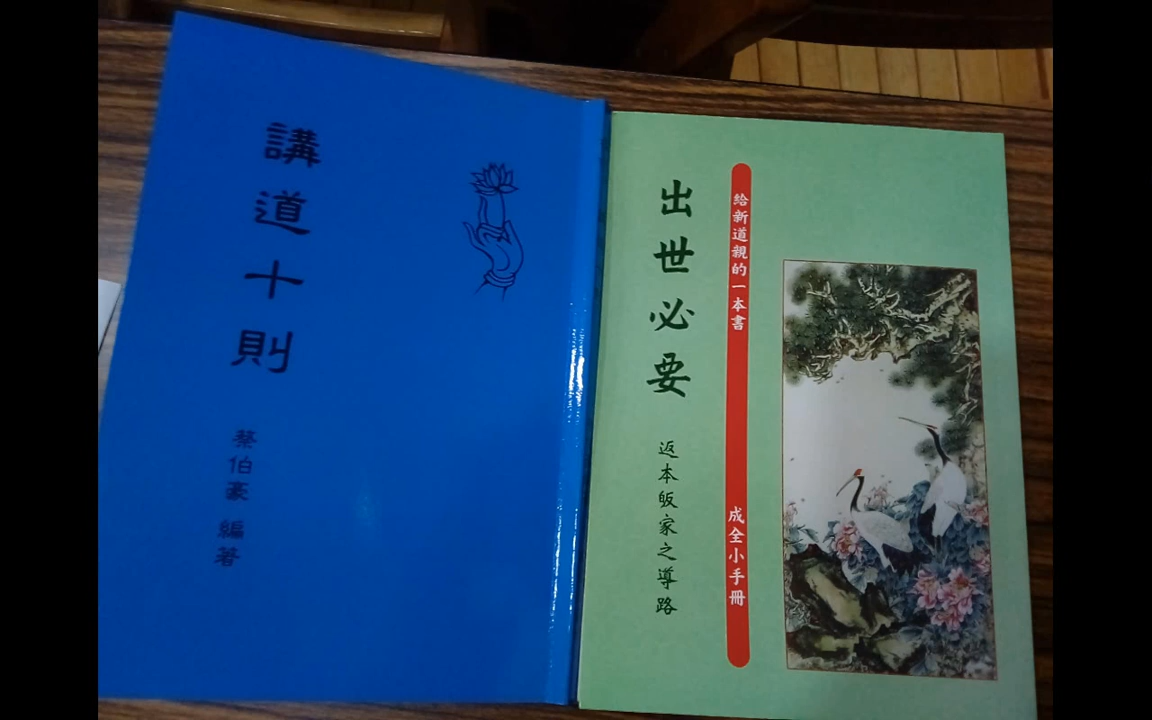 講道十則
蔡伯豪 編著
給新道親的一本書
成全小手冊
出世必要
返本皈家之導路